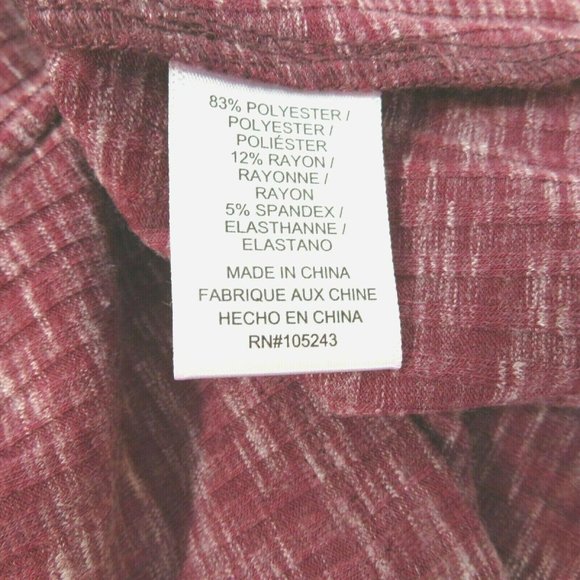 83% POLYESTER /
POLYESTER /
POLIÉSTER
12% RAYON /
RAYONNE /
RAYON
5% SPANDEX /
ELASTHANNE /
ELASTANO
MADE IN CHINA
FABRIQUE AUX CHINE
HECHO EN CHINA
RN#105243